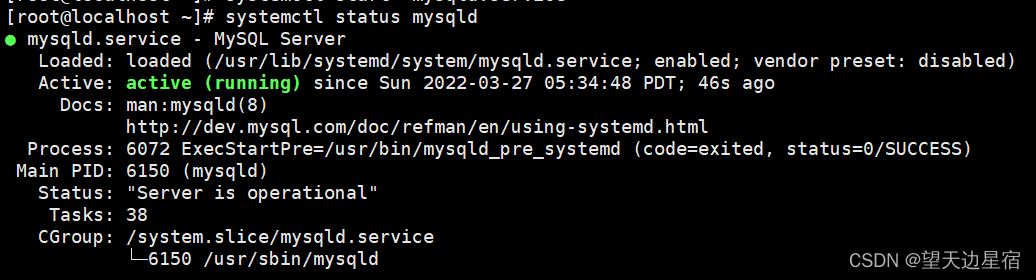 [root@localhost ~]# systemctl status mysqld
● mysqld.service - MySQL Server
   Loaded: loaded (/usr/lib/systemd/system/mysqld.service; enabled; vendor preset: disabled)
   Active: active (running) since Sun 2022-03-27 05:34:48 PDT; 46s ago
     Docs: man:mysqld(8)
           http://dev.mysql.com/doc/refman/en/using-systemd.html
  Process: 6072 ExecStartPre=/usr/bin/mysqld_pre_systemd (code=exited, status=0/SUCCESS)
 Main PID: 6150 (mysqld)
   Status: "Server is operational"
    Tasks: 38
   CGroup: /system.slice/mysqld.service
           └─6150 /usr/sbin/mysqld
CSDN @望天边星宿